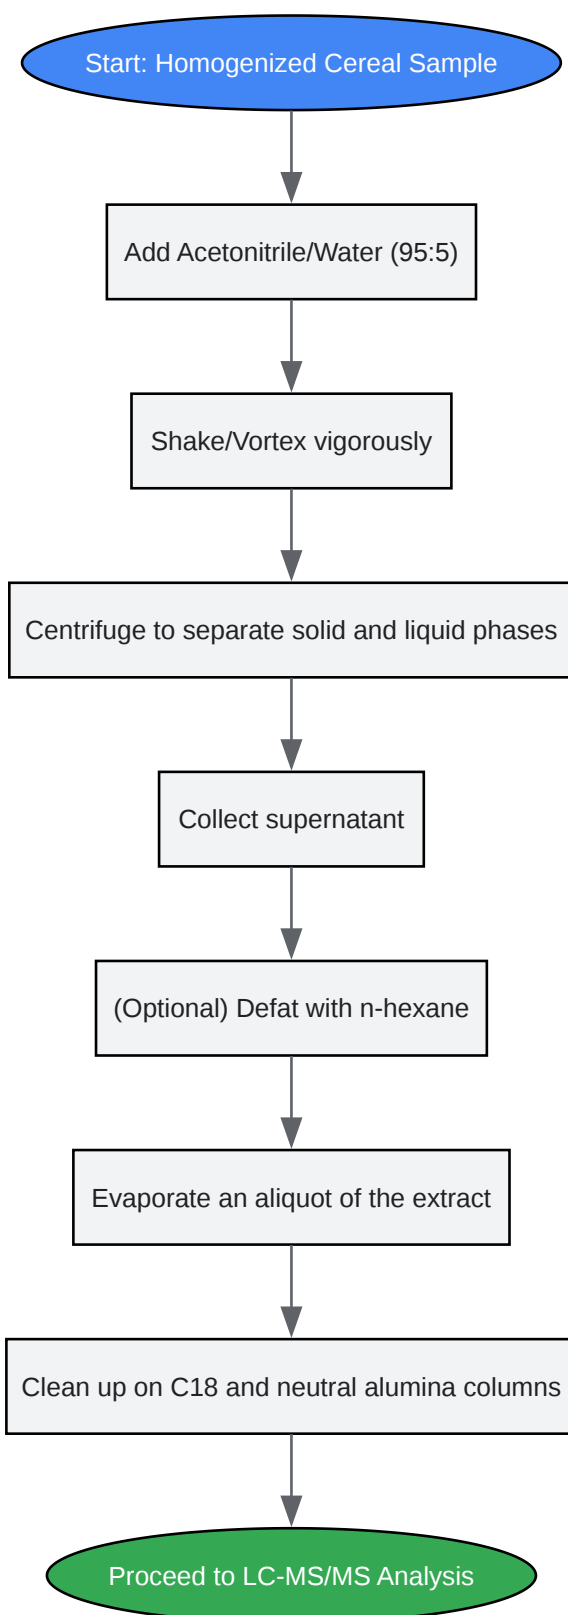 Start: Homogenized Cereal Sample
Add Acetonitrile/Water (95:5)
Shake/Vortex vigorously
Centrifuge to separate solid and liquid phases
Collect supernatant
(Optional) Defat with n-hexane
Evaporate an aliquot of the extract
Clean up on C18 and neutral alumina columns
Proceed to LC-MS/MS Analysis